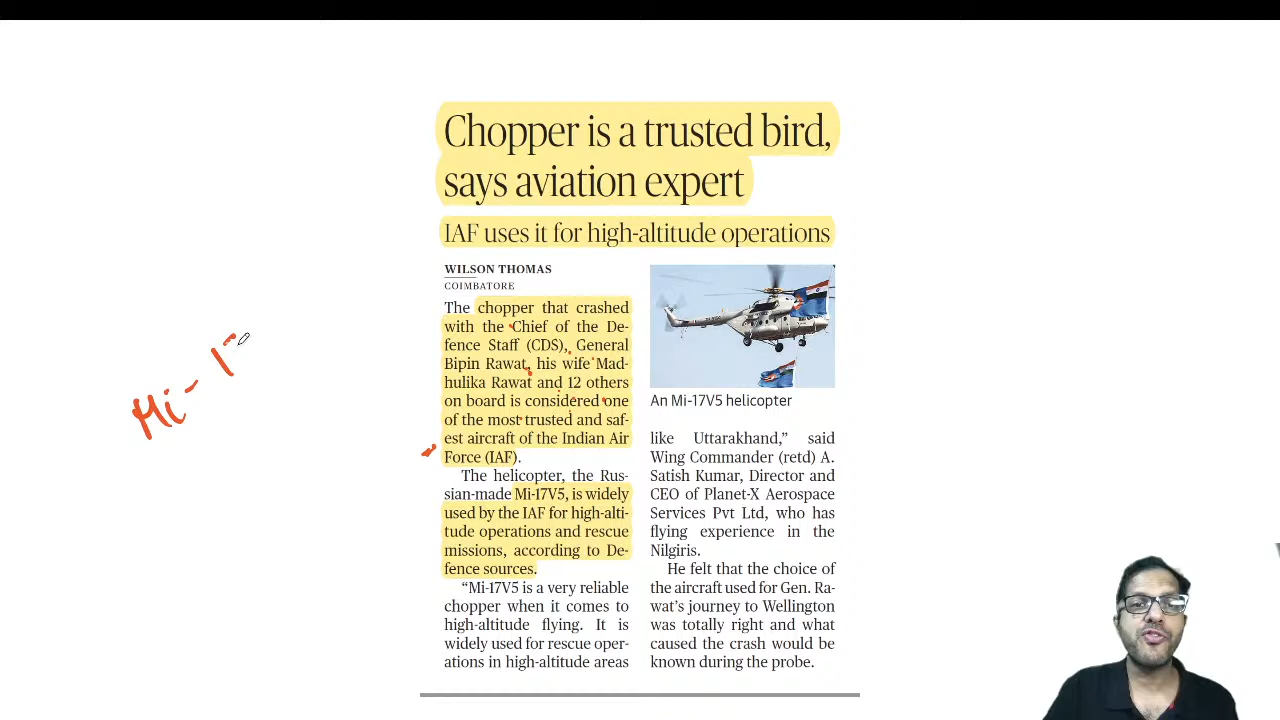 Chopper is a trusted bird,
says aviation expert
IAF uses it for high-altitude operations
WILSON THOMAS
COIMBATORE
The chopper that crashed
with the Chief of the De-
fence Staff (CDS), General
Bipin Rawat, his wife Mad-
hulika Rawat and 12 others
on board is considered one
of the most trusted and saf-
est aircraft of the Indian Air
Force (IAF).
The helicopter, the Rus-
sian-made Mi-17V5, is widely
used by the IAF for high-alti-
tude operations and rescue
missions, according to De-
fence sources.
“Mi-17V5 is a very reliable
chopper when it comes to
high-altitude flying. It is
widely used for rescue oper-
ations in high-altitude areas
An Mi-17V5 helicopter
like Uttarakhand,” said
Wing Commander (retd) A.
Satish Kumar, Director and
CEO of Planet-X Aerospace
Services Pvt Ltd, who has
flying experience in the
Nilgiris.
He felt that the choice of
the aircraft used for Gen. Ra-
wat’s journey to Wellington
was totally right and what
caused the crash would be
known during the probe.
Mi-1